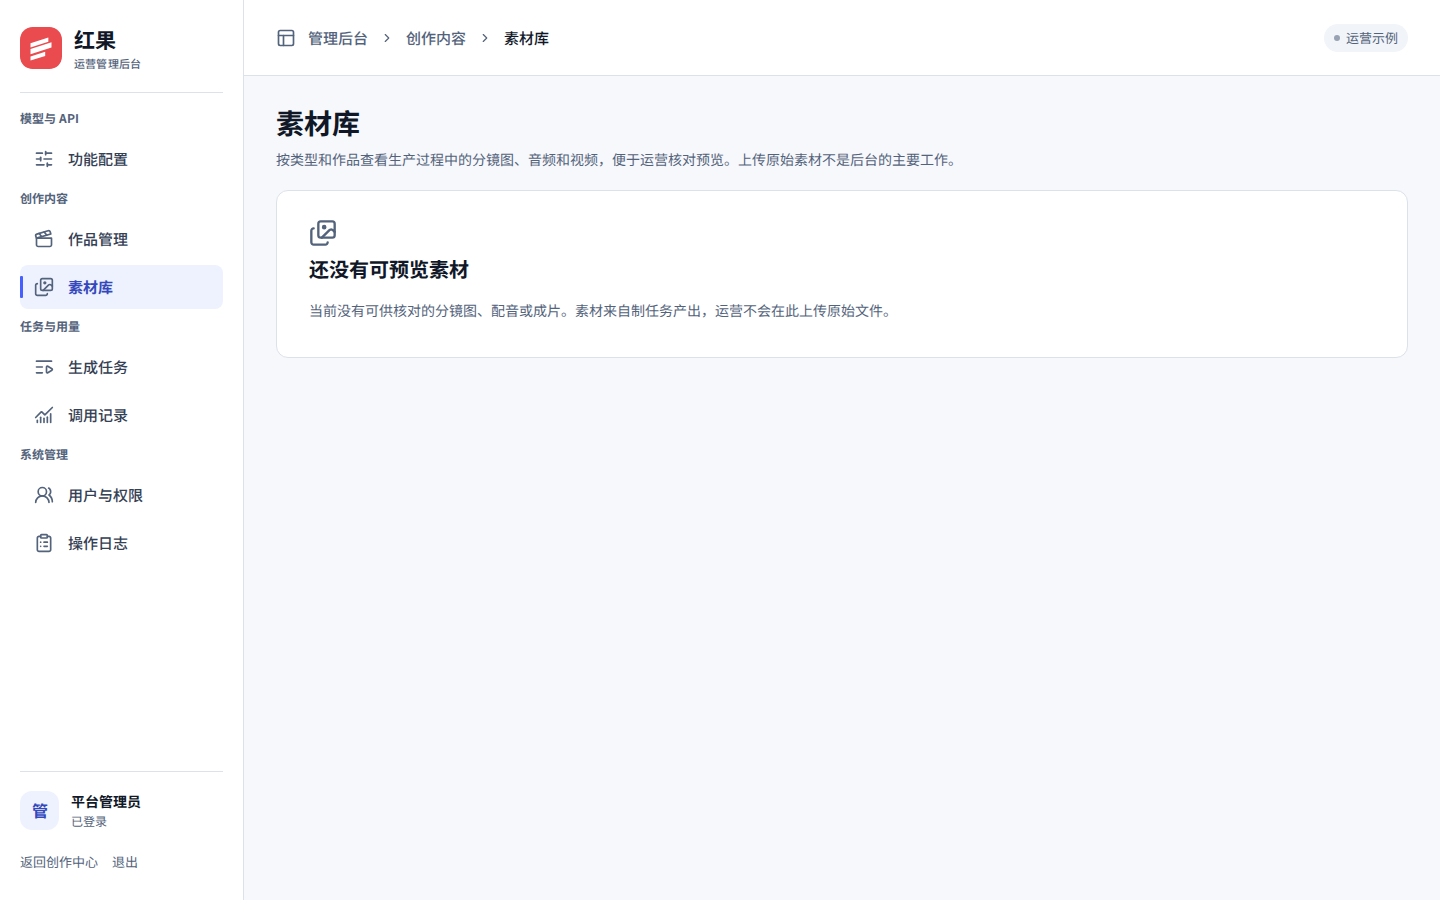 红果
运营管理后台
模型与 API
功能配置
创作内容
作品管理
素材库
任务与用量
生成任务
调用记录
系统管理
用户与权限
操作日志
管
平台管理员
已登录
返回创作中心 退出
管理后台 > 创作内容 > 素材库
运营示例
素材库
按类型和作品查看生产过程中的分镜图、音频和视频，便于运营核对预览。上传原始素材不是后台的主要工作。
还没有可预览素材
当前没有可供核对的分镜图、配音或成片。素材来自制任务产出，运营不会在此上传原始文件。